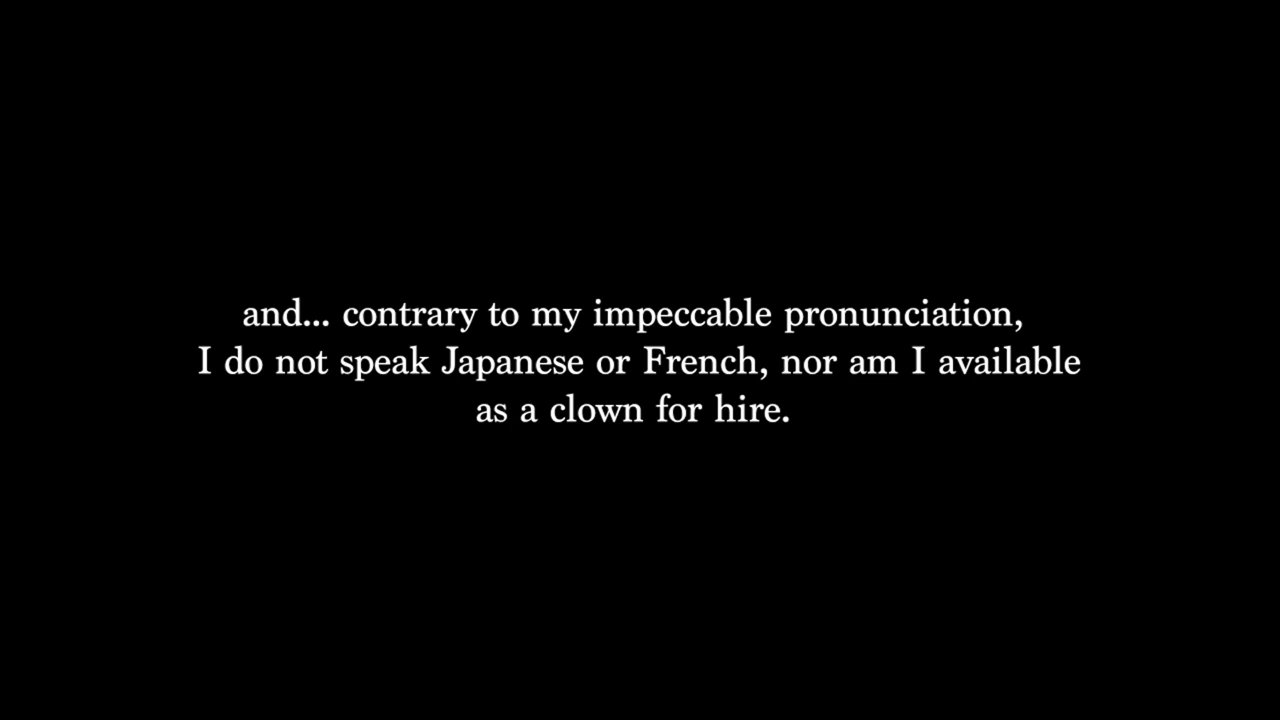 and... contrary to my impeccable pronunciation,
I do not speak Japanese or French, nor am I available
as a clown for hire.